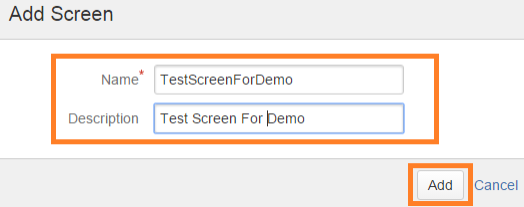 Add Screen
Name* TestScreenForDemo
Description Test Screen For Demo
Add Cancel